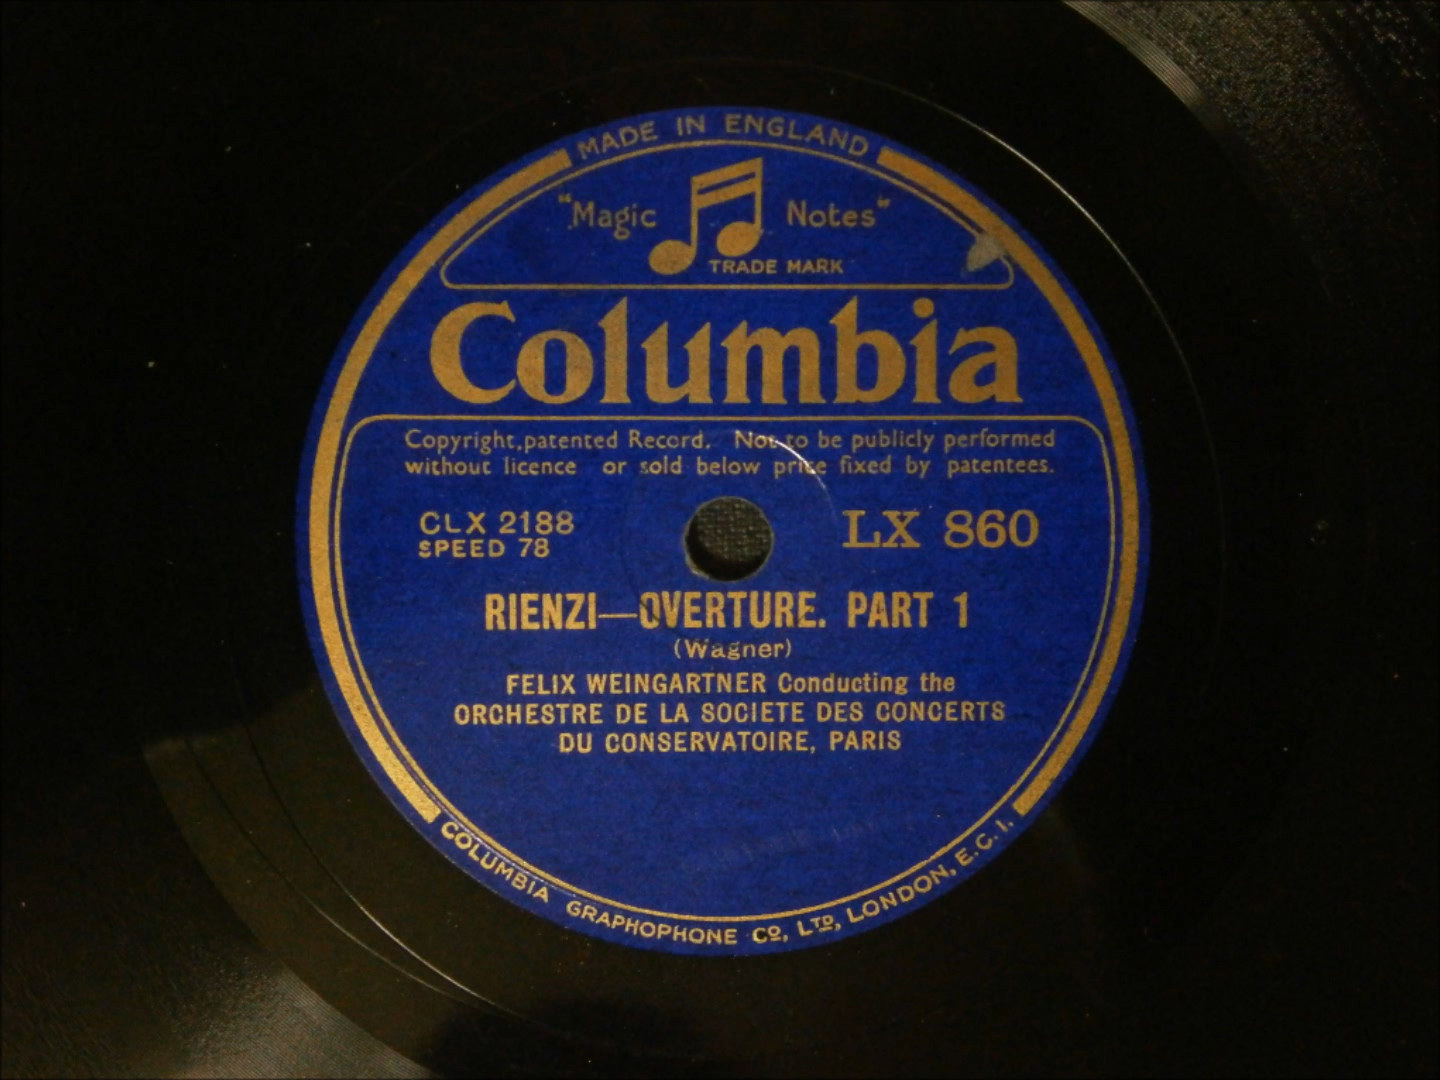 MADE IN ENGLAND
"Magic Notes"
TRADE MARK
Columbia
Copyright, patented Record. Not to be publicly performed
without licence or sold below price fixed by patentees.
CLX 2188
SPEED 78
LX 860
RIENZI—OVERTURE. PART 1
(Wagner)
FELIX WEINGARTNER Conducting the
ORCHESTRE DE LA SOCIETE DES CONCERTS
DU CONSERVATOIRE, PARIS
COLUMBIA GRAPHOPHONE CO, LTD, LONDON, E.C.1.